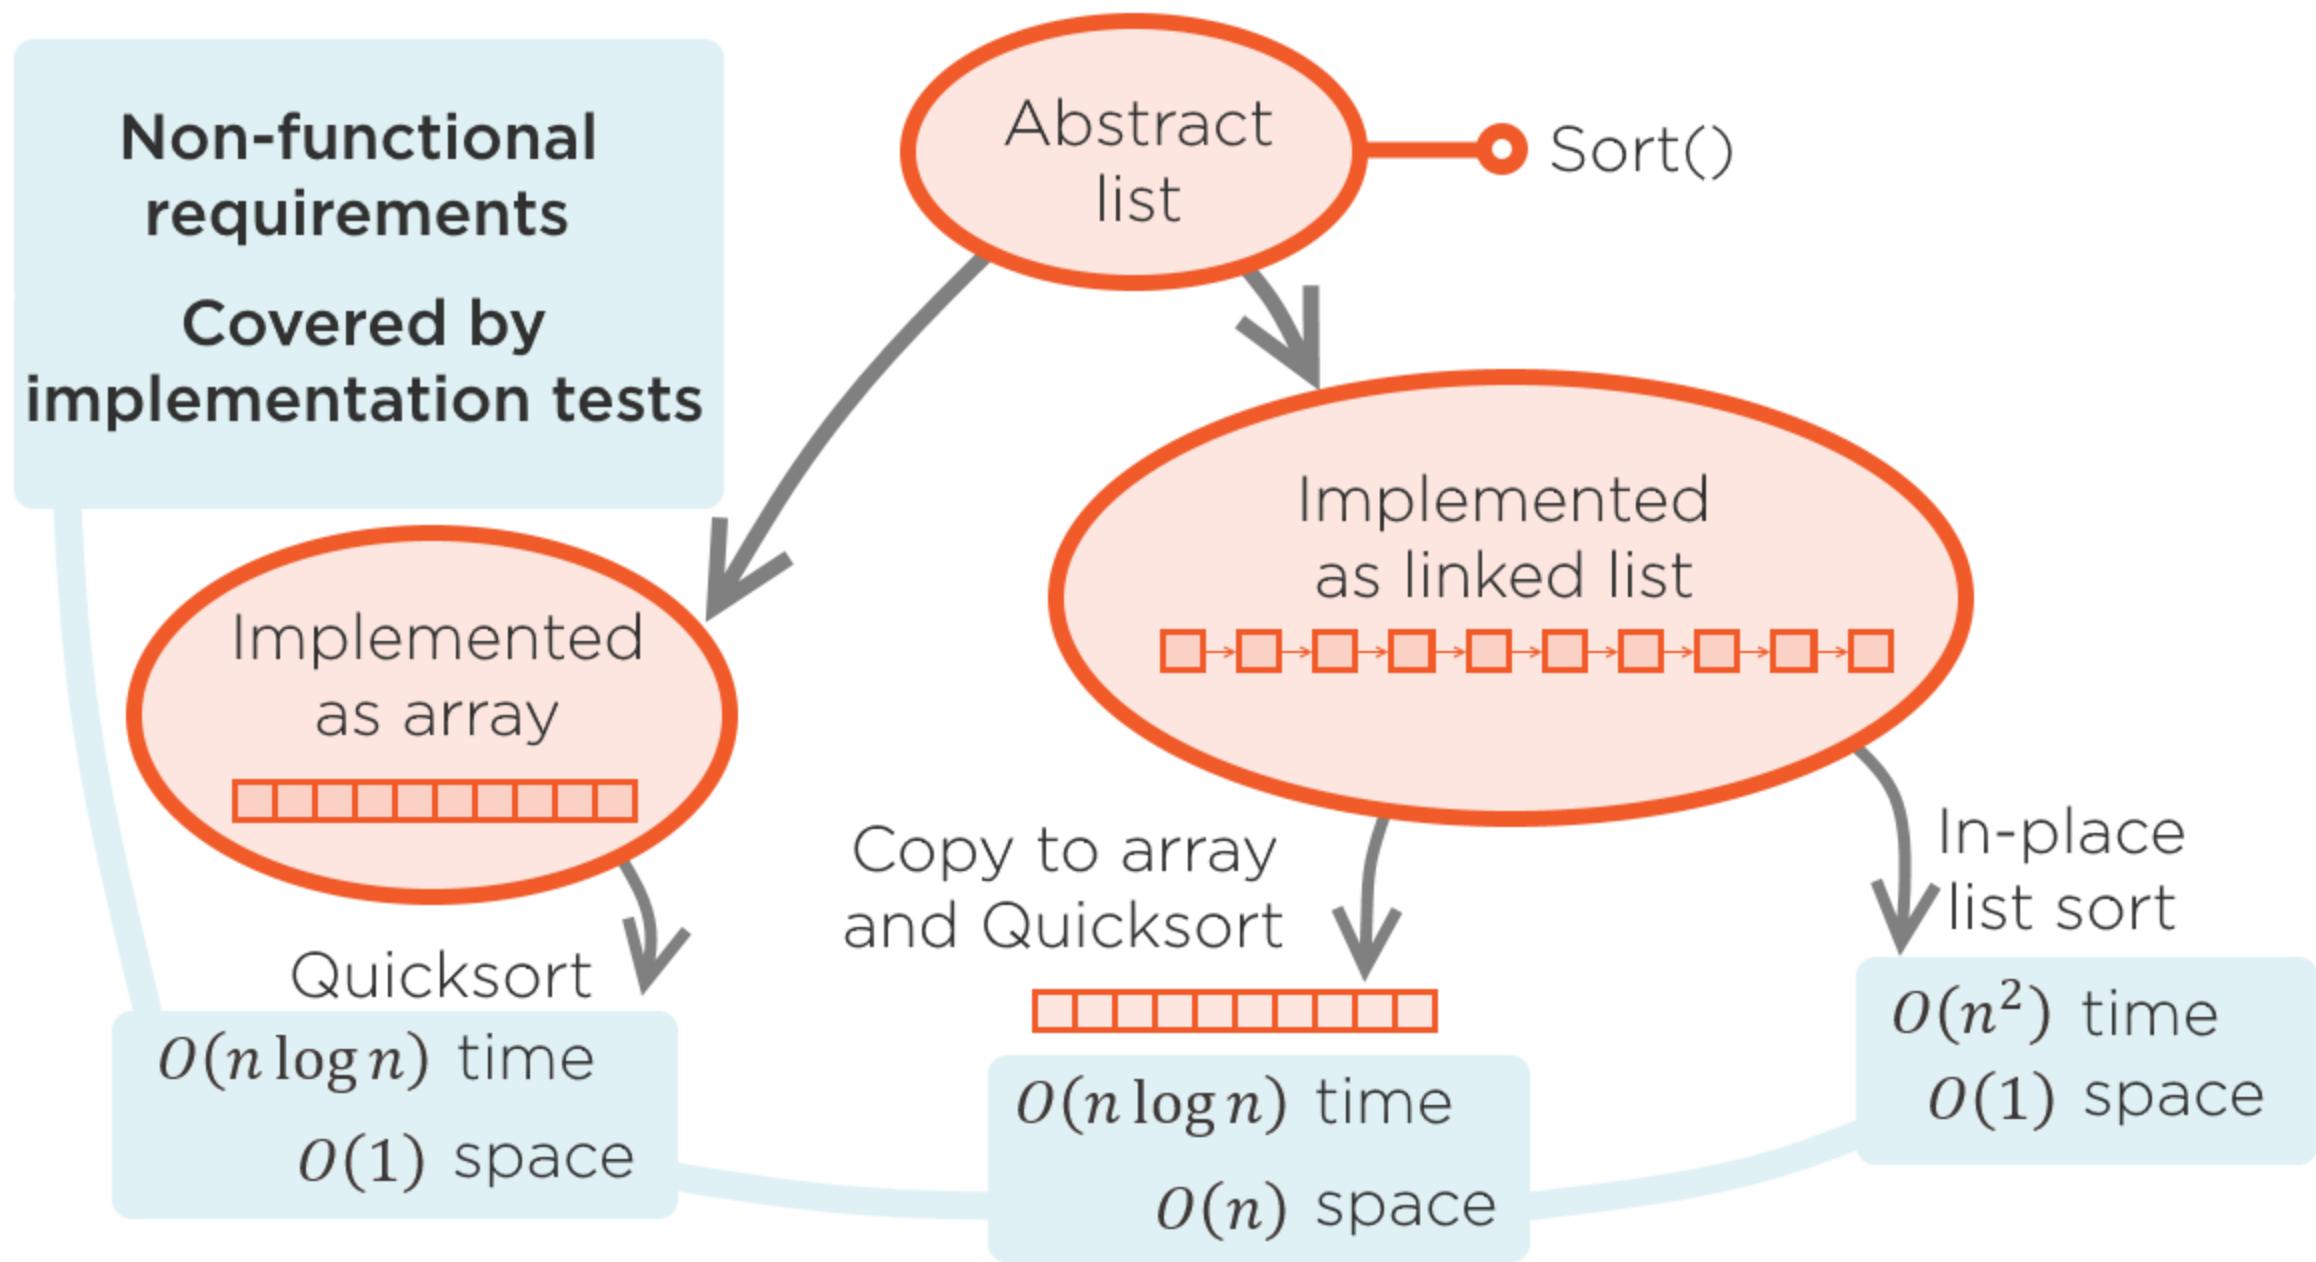 Non-functional
requirements
Covered by
implementation tests
Abstract
list
Sort()
Implemented
as array
Implemented
as linked list
Quicksort
O(n log n) time
O(1) space
Copy to array
and Quicksort
O(n log n) time
O(n) space
In-place
list sort
O(n²) time
O(1) space